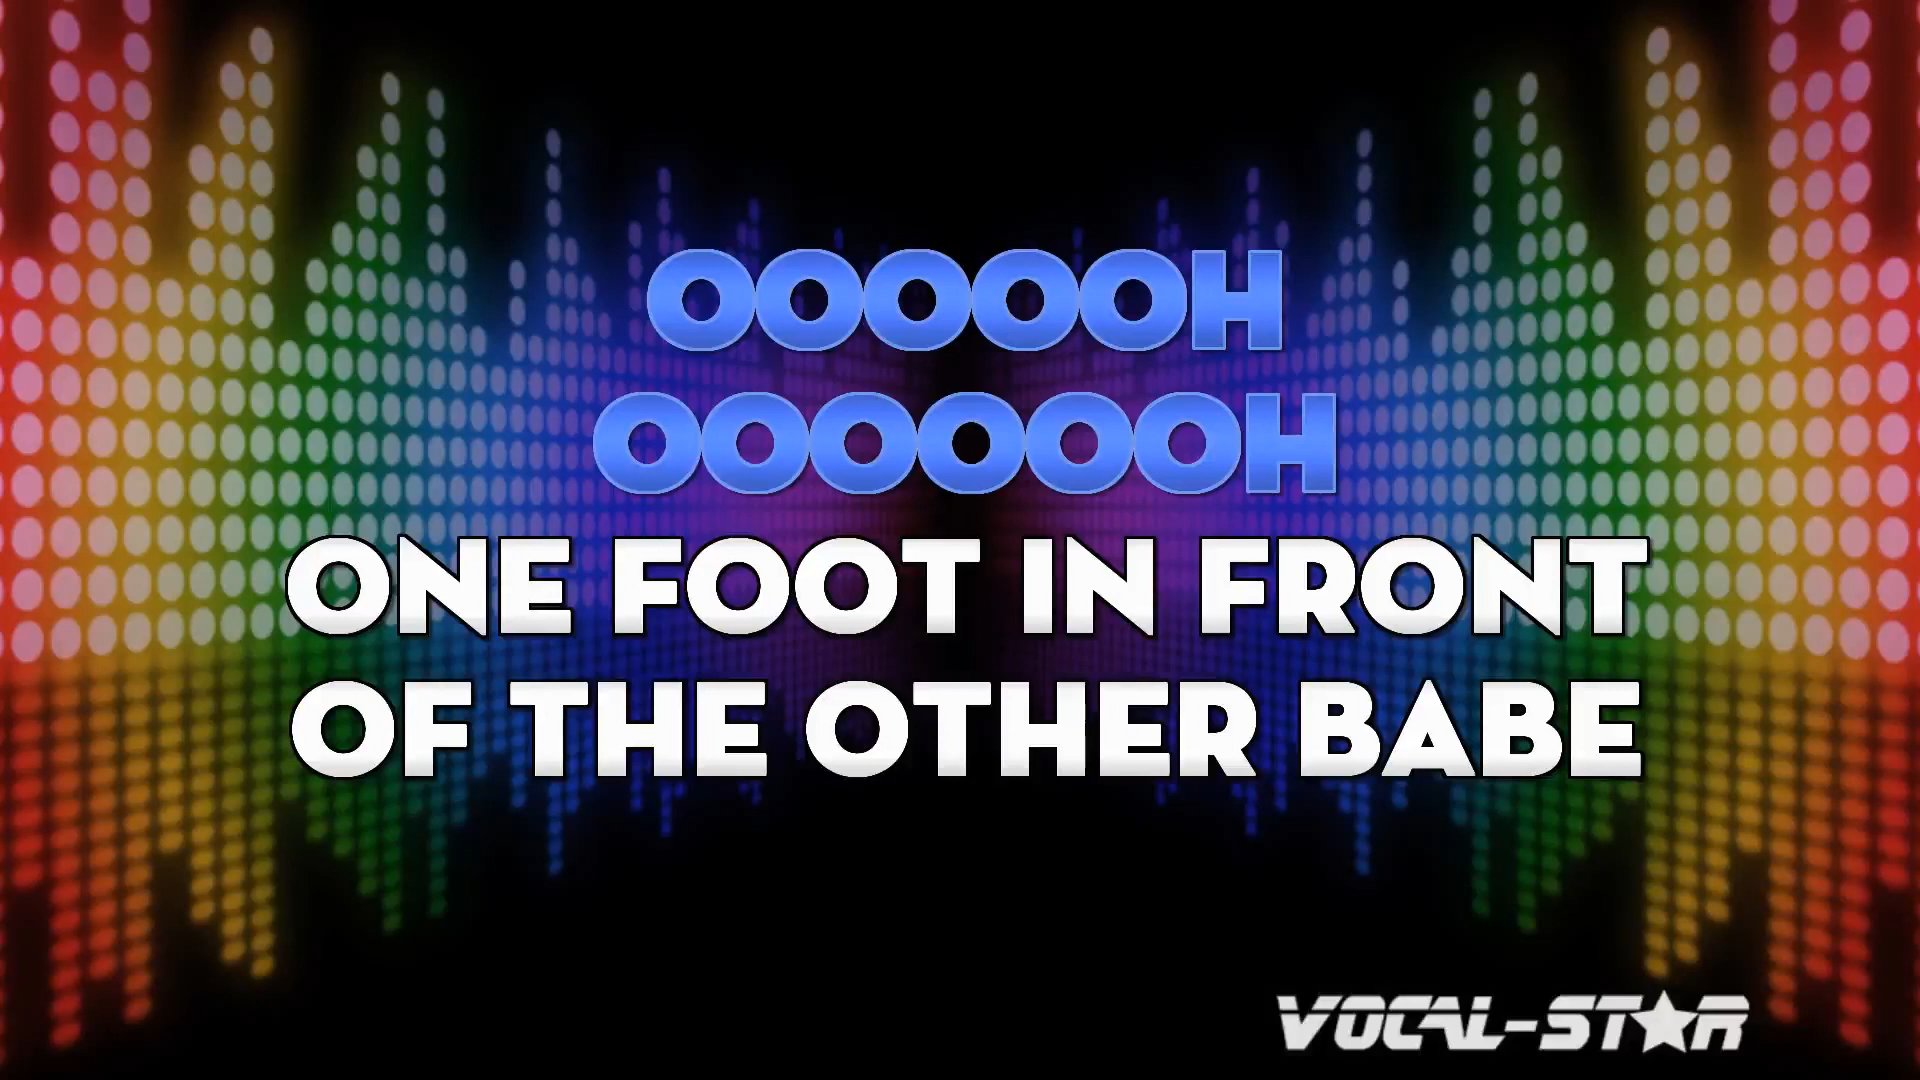 OOOOOH
OOOOOOH
ONE FOOT IN FRONT
OF THE OTHER BABE
VOCAL-STAR